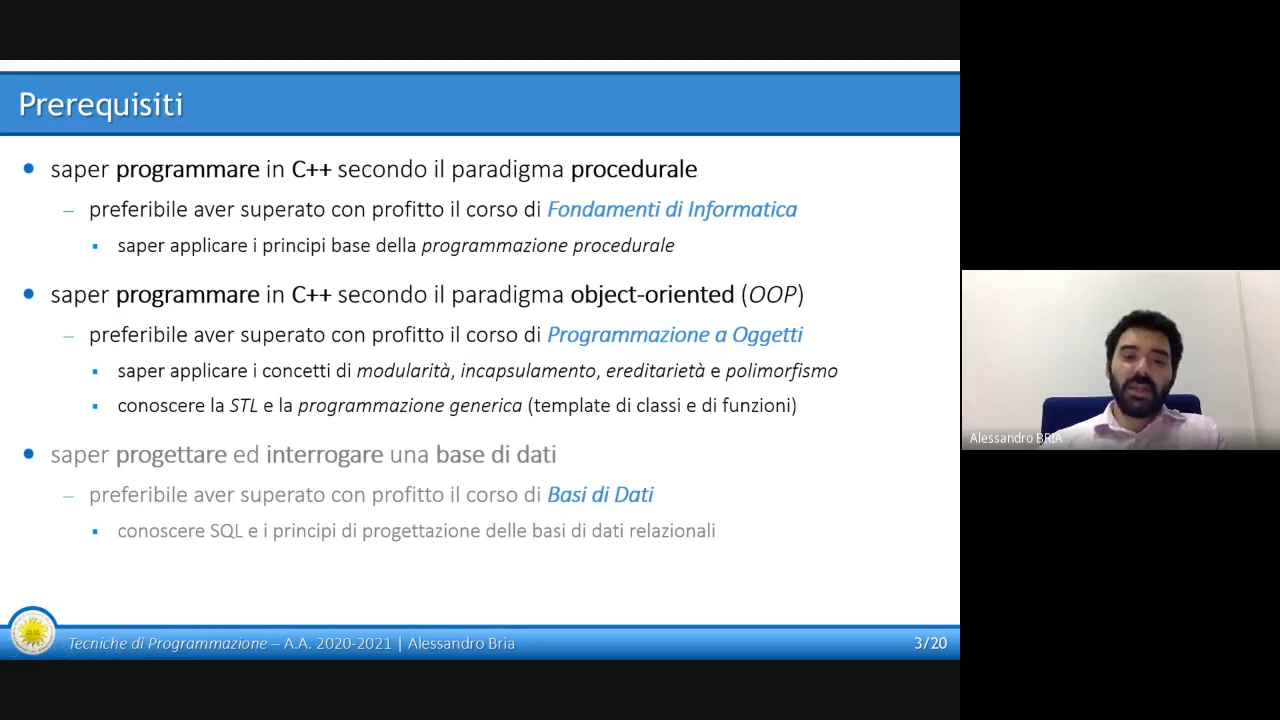 Prerequisiti
• saper programmare in C++ secondo il paradigma procedurale
– preferibile aver superato con profitto il corso di Fondamenti di Informatica
▪ saper applicare i principi base della programmazione procedurale
• saper programmare in C++ secondo il paradigma object-oriented (OOP)
– preferibile aver superato con profitto il corso di Programmazione a Oggetti
▪ saper applicare i concetti di modularità, incapsulamento, ereditarietà e polimorfismo
▪ conoscere la STL e la programmazione generica (template di classi e di funzioni)
• saper progettare ed interrogare una base di dati
– preferibile aver superato con profitto il corso di Basi di Dati
▪ conoscere SQL e i principi di progettazione delle basi di dati relazionali
Tecniche di Programmazione – A.A. 2020-2021 | Alessandro Bria
3/20
Alessandro BRIA